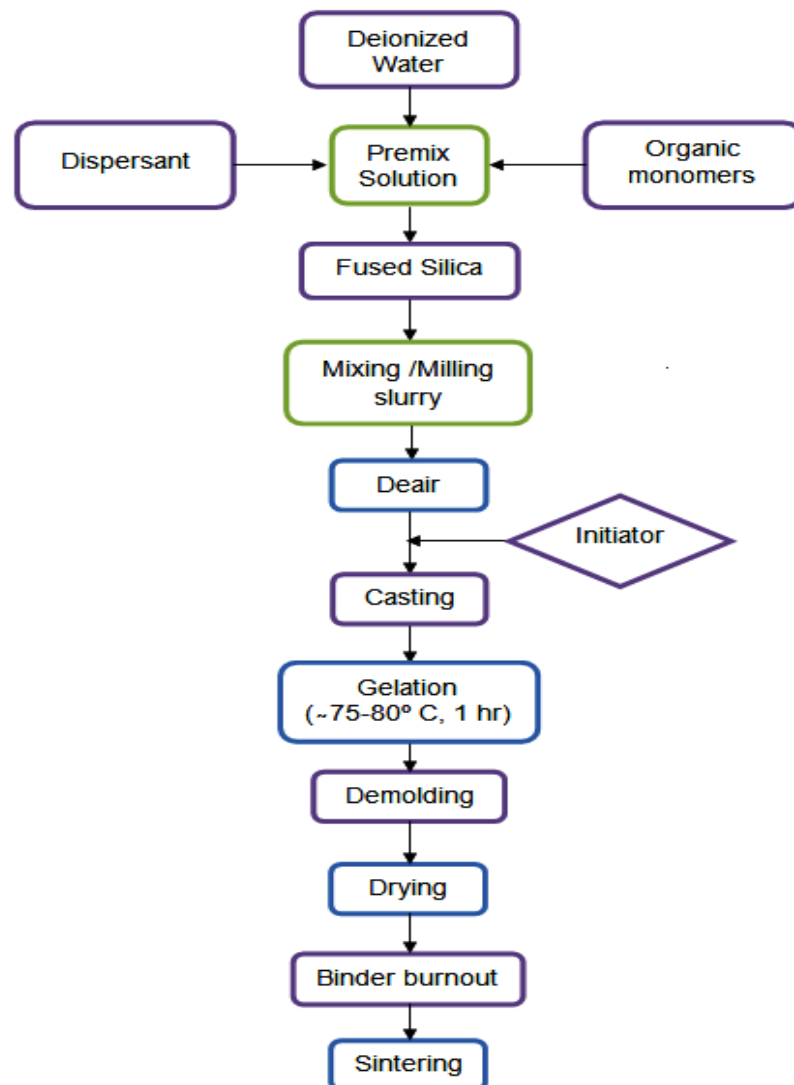 Deionized
Water
Dispersant
Premix
Solution
Organic
monomers
Fused Silica
Mixing /Milling
slurry
Deair
Initiator
Casting
Gelation
(~75-80º C, 1 hr)
Demolding
Drying
Binder burnout
Sintering